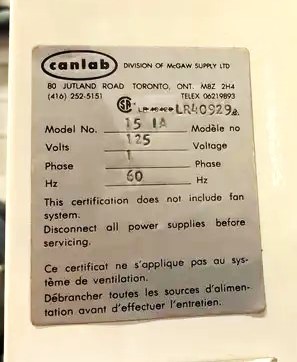 canlab DIVISION OF McGAW SUPPLY LTD
80 JUTLAND ROAD TORONTO, ONT. M8Z 2H4
(416) 252-5151 TELEX 06219893
LR40929
Model No. 15 1A Modèle no
Volts 125 Voltage
Phase 1 Phase
Hz 60 Hz
This certification does not include fan
system.
Disconnect all power supplies before
servicing.
Ce certificat ne s'applique pas au sys-
tème de ventilation.
Débrancher toutes les sources d'alimen-
tation avant d'effectuer l'entretien.